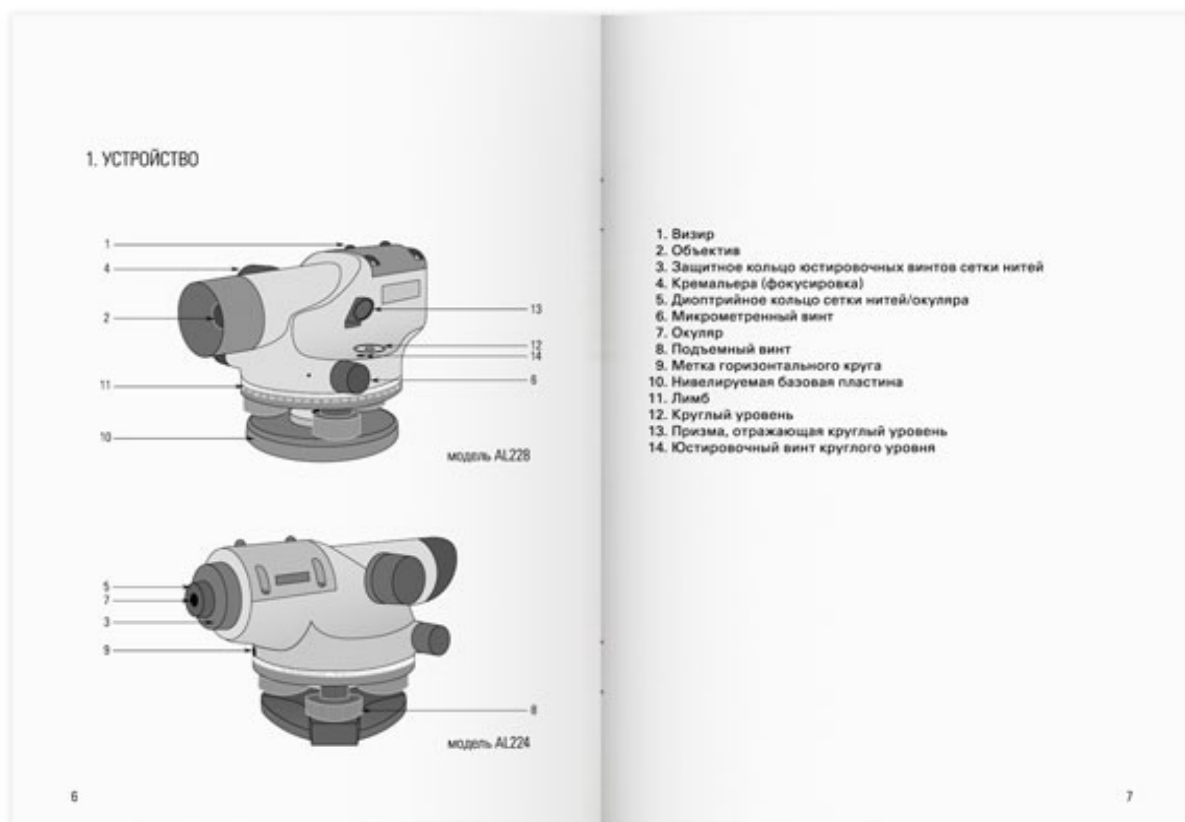 1. УСТРОЙСТВО
1
4
2
13
12
14
6
11
10
модель AL228
5
7
3
9
8
модель AL224
6
1. Визир
2. Объектив
3. Защитное кольцо юстировочных винтов сетки нитей
4. Кремальера (фокусировка)
5. Диоптрийное кольцо сетки нитей/окуляра
6. Микрометренный винт
7. Окуляр
8. Подъемный винт
9. Метка горизонтального круга
10. Нивелируемая базовая пластина
11. Лимб
12. Круглый уровень
13. Призма, отражающая круглый уровень
14. Юстировочный винт круглого уровня
7